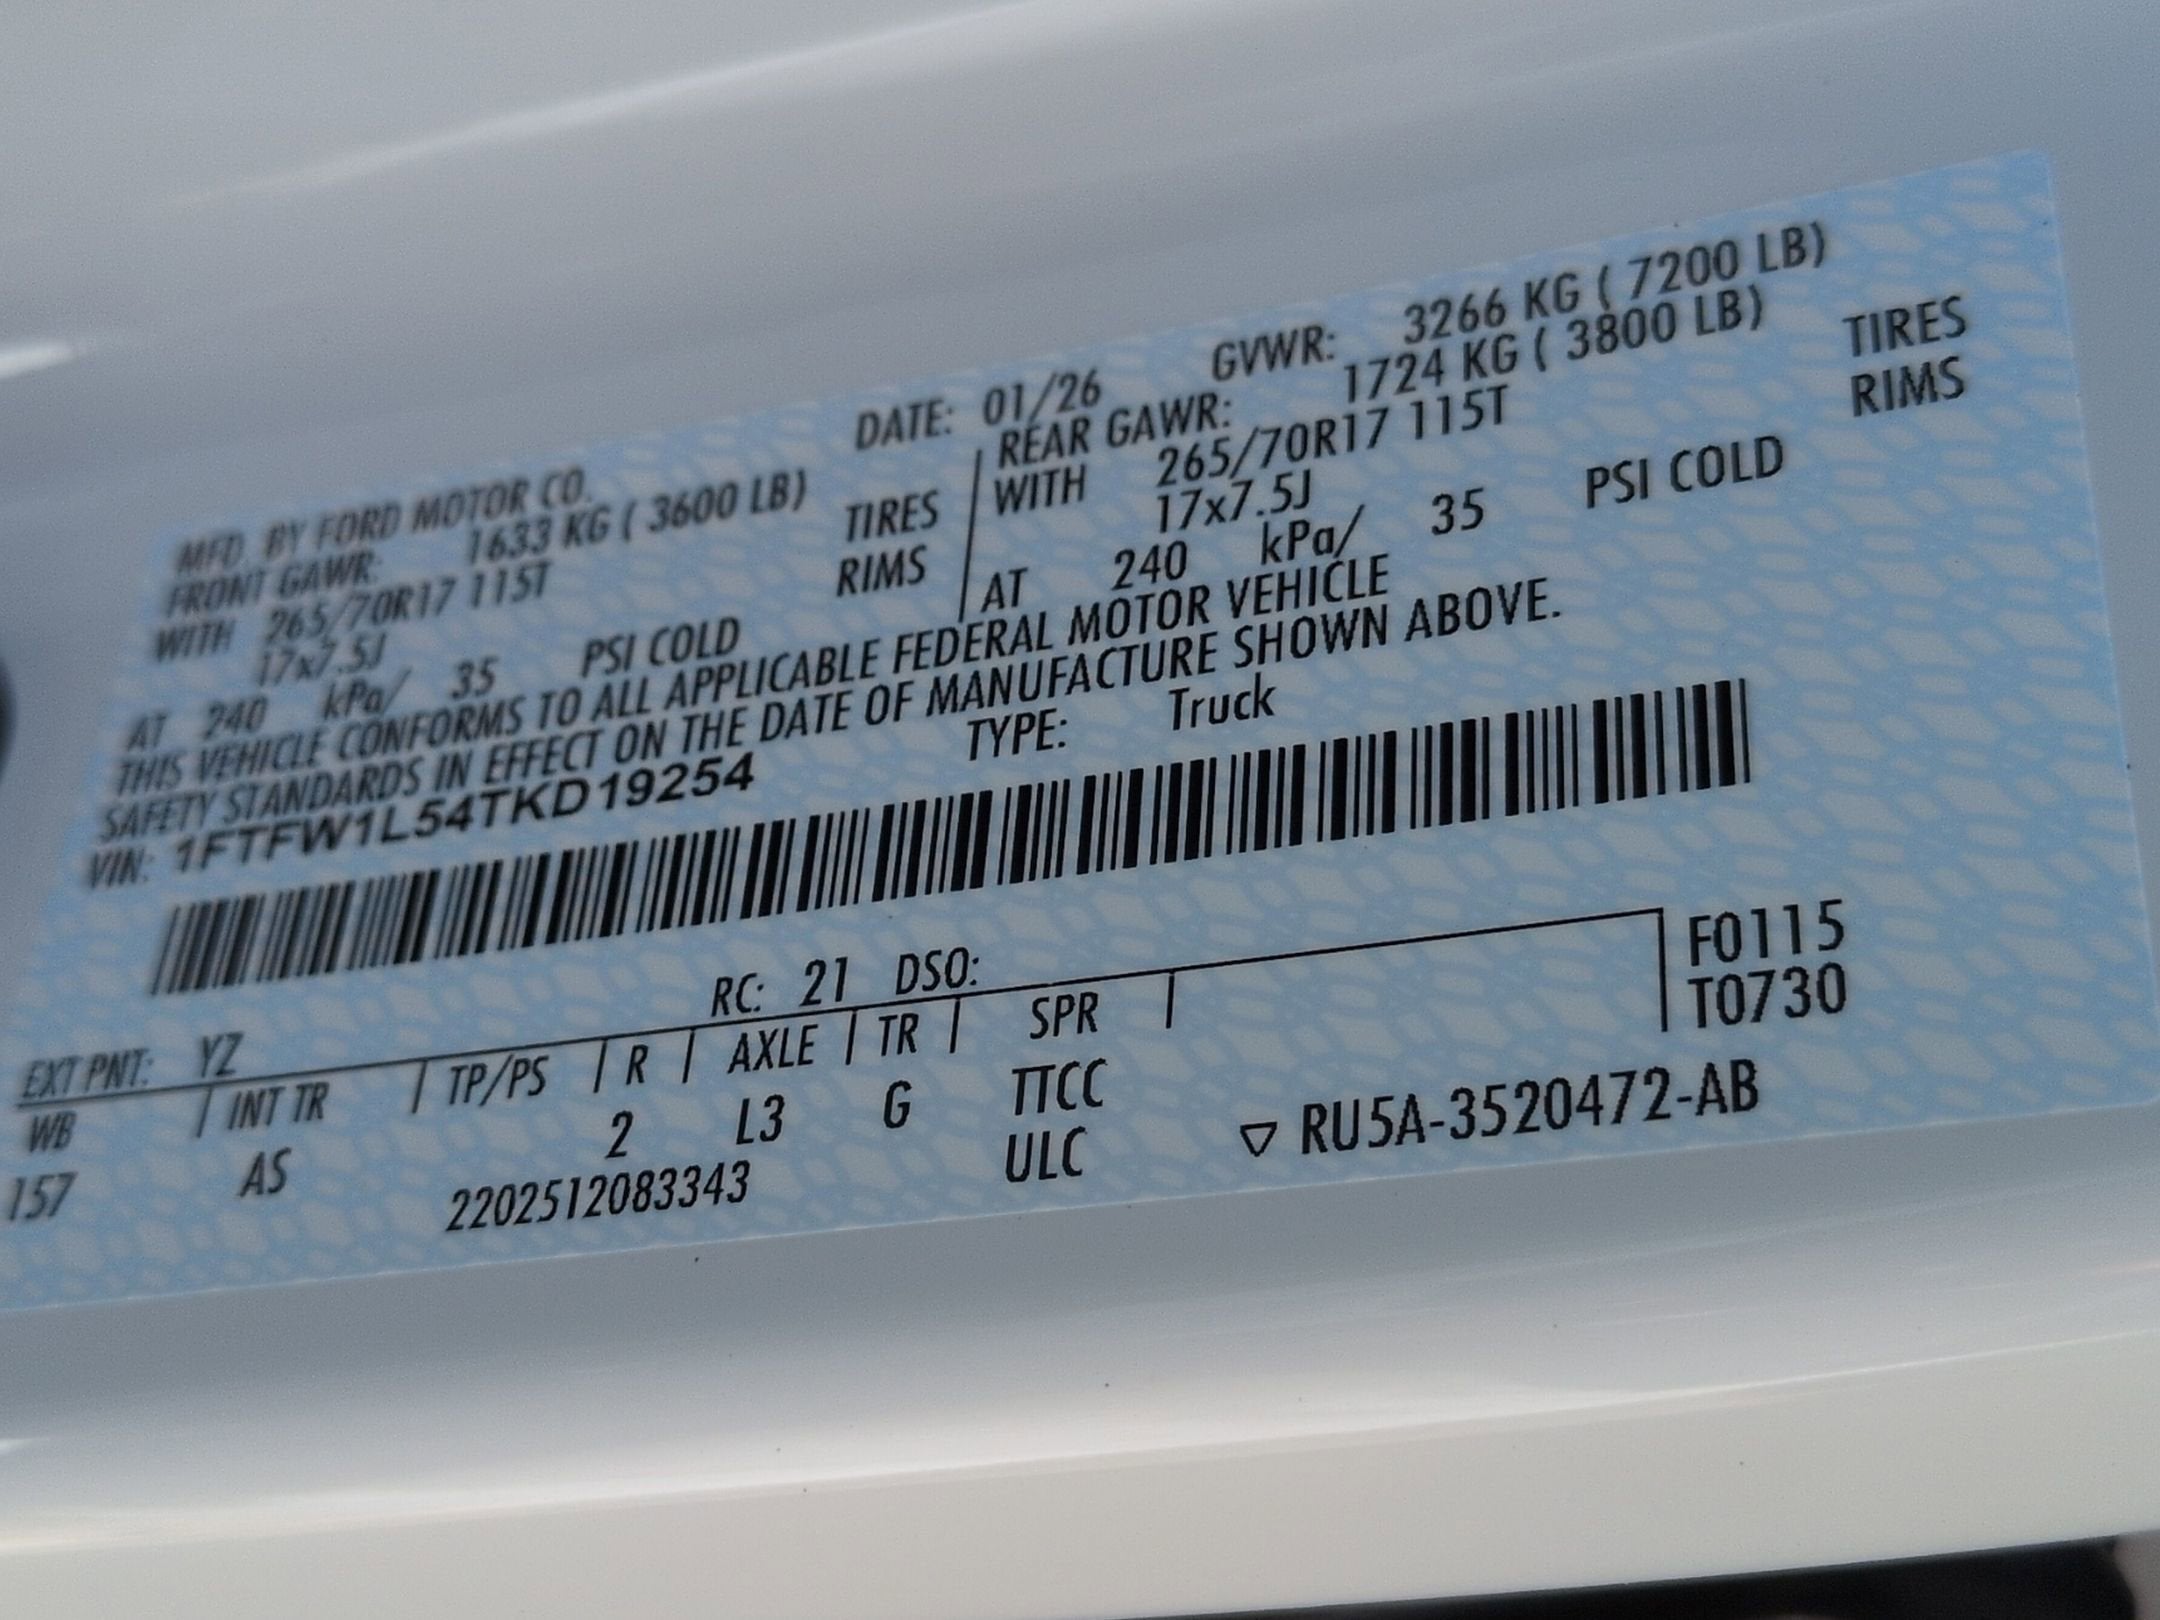 MFD. BY FORD MOTOR CO. DATE: 01/26 GVWR: 3266 KG ( 7200 LB)
FRONT GAWR: 1633 KG ( 3600 LB) REAR GAWR: 1724 KG ( 3800 LB)
WITH 265/70R17 115T TIRES WITH 265/70R17 115T TIRES
17x7.5J RIMS 17x7.5J RIMS
AT 240 kPa/ 35 PSI COLD AT 240 kPa/ 35 PSI COLD
THIS VEHICLE CONFORMS TO ALL APPLICABLE FEDERAL MOTOR VEHICLE
SAFETY STANDARDS IN EFFECT ON THE DATE OF MANUFACTURE SHOWN ABOVE.
VIN: 1FTFW1L54TKD19254 TYPE: Truck
EXT PNT: YZ RC: 21 DSO: F0115
WB INT TR TP/PS R AXLE TR SPR T0730
157 AS 2 L3 G TTCC
2202512083343 ULC ▽ RU5A-3520472-AB